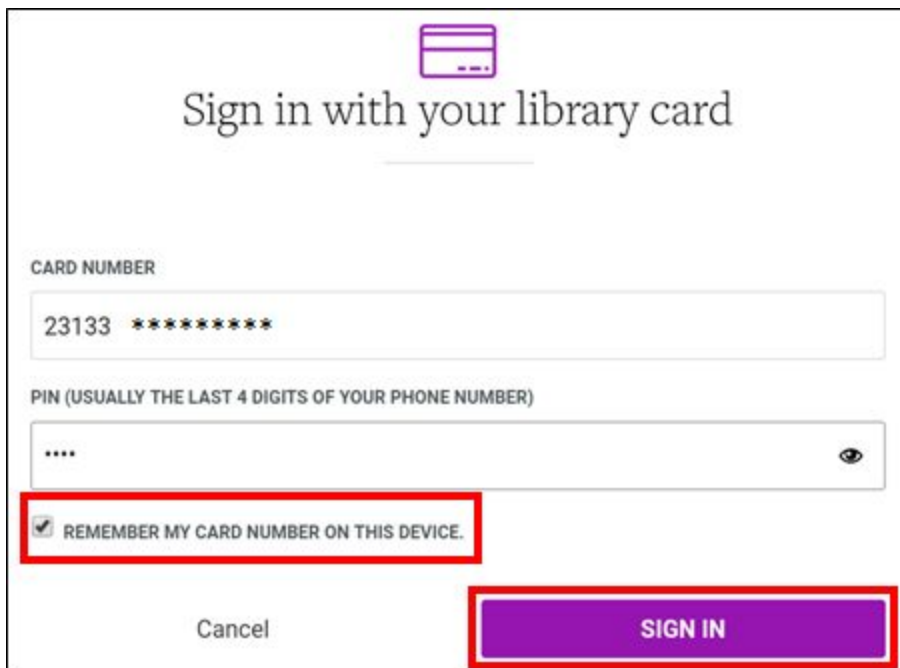 Sign in with your library card
CARD NUMBER
23133 *********
PIN (USUALLY THE LAST 4 DIGITS OF YOUR PHONE NUMBER)
••••
REMEMBER MY CARD NUMBER ON THIS DEVICE.
Cancel SIGN IN